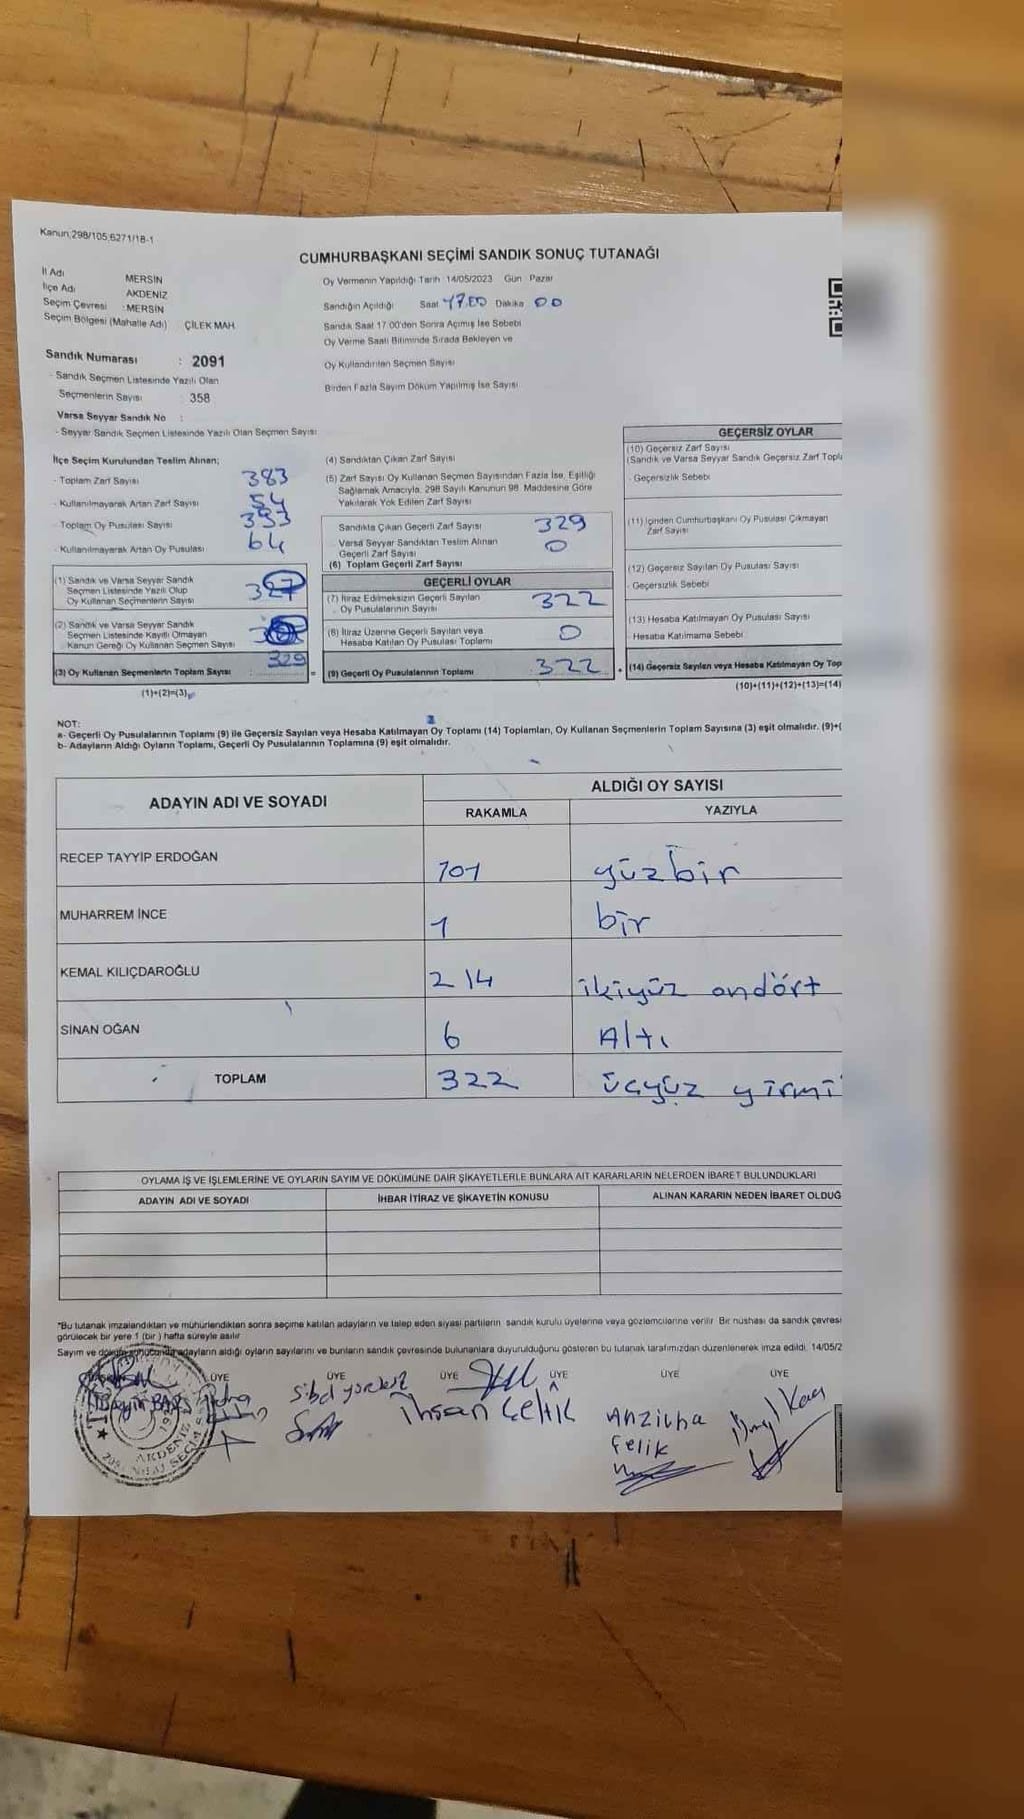 Kanun;298/105,6271/18-1
CUMHURBAŞKANI SEÇİMİ SANDIK SONUÇ TUTANAĞI
İl Adı MERSİN
İlçe Adı AKDENİZ
Seçim Çevresi MERSİN
Seçim Bölgesi (Mahalle Adı) ÇİLEK MAH.
Oy Vermenin Yapıldığı Tarih 14/05/2023 Gün Pazar
Sandığın Açıldığı Saat 17.00 Dakika 00
Sandık Saat 17.00'den Sonra Açımış İse Sebebi
Oy Verme Saati Bitiminde Sırada Bekleyen ve
Oy Kullandırılan Seçmen Sayısı
Birden Fazla Sayım Döküm Yapılmış İse Sayısı
Sandık Numarası : 2091
- Sandık Seçmen Listesinde Yazılı Olan
Seçmenlerin Sayısı : 358
Varsa Seyyar Sandık No :
- Seyyar Sandık Seçmen Listesinde Yazılı Olan Seçmen Sayısı:
İlçe Seçim Kurulundan Teslim Alınan;
- Toplam Zarf Sayısı 383
- Kullanılmayarak Artan Zarf Sayısı 54
- Toplam Oy Pusulası Sayısı
- Kullanılmayarak Artan Oy Pusulası 64
(1) Sandık ve Varsa Seyyar Sandık
Seçmen Listesinde Yazılı Olup
Oy Kullanan Seçmenlerin Sayısı
(2) Sandık ve Varsa Seyyar Sandık
Seçmen Listesinde Kayıtlı Olmayan
Kanun Gereği Oy Kullanan Seçmen Sayısı
(3) Oy Kullanan Seçmenlerin Toplam Sayısı 329
(1)+(2)=(3)
(4) Sandıktan Çıkan Zarf Sayısı
(5) Zarf Sayısı Oy Kullanan Seçmen Sayısından Fazla İse, Eşitliği
Sağlamak Amacıyla, 298 Sayılı Kanunun 98. Maddesine Göre
Yakılarak Yok Edilen Zarf Sayısı
Sandıkta Çıkan Geçerli Zarf Sayısı 329
Varsa Seyyar Sandıktan Teslim Alınan
Geçerli Zarf Sayısı 0
(6) Toplam Geçerli Zarf Sayısı
GEÇERLİ OYLAR
(7) İtiraz Edilmeksizin Geçerli Sayılan
Oy Pusulalarının Sayısı 322
(8) İtiraz Üzerine Geçerli Sayılan veya
Hesaba Katılan Oy Pusulası Toplamı 0
= (9) Geçerli Oy Pusulalarının Toplamı 322 +
GEÇERSİZ OYLAR
(10) Geçersiz Zarf Sayısı
(Sandık ve Varsa Seyyar Sandık Geçersiz Zarf Topl
- Geçersizlik Sebebi
(11) İçinden Cumhurbaşkanı Oy Pusulası Çıkmayan
Zarf Sayısı
(12) Geçersiz Sayılan Oy Pusulası Sayısı
- Geçersizlik Sebebi
(13) Hesaba Katılmayan Oy Pusulası Sayısı
- Hesaba Katılmama Sebebi
(14) Geçersiz Sayılan veya Hesaba Katılmayan Oy Top
(10)+(11)+(12)+(13)=(14)
NOT:
a- Geçerli Oy Pusulalarının Toplamı (9) ile Geçersiz Sayılan veya Hesaba Katılmayan Oy Toplamı (14) Toplamları, Oy Kullanan Seçmenlerin Toplam Sayısına (3) eşit olmalıdır. (9)+(
b- Adayların Aldığı Oyların Toplamı, Geçerli Oy Pusulalarının Toplamına (9) eşit olmalıdır.
ADAYIN ADI VE SOYADI ALDIĞI OY SAYISI
RAKAMLA YAZIYLA
RECEP TAYYİP ERDOĞAN 101 yüzbir
MUHARREM İNCE 1 bir
KEMAL KILIÇDAROĞLU 214 ikiyüz ondört
SİNAN OĞAN 6 Altı
TOPLAM 322 üçyüz yirmi
OYLAMA İŞ VE İŞLEMLERİNE VE OYLARIN SAYIM VE DÖKÜMÜNE DAİR ŞİKAYETLERLE BUNLARA AİT KARARLARIN NELERDEN İBARET BULUNDUKLARI
ADAYIN ADI VE SOYADI İHBAR İTİRAZ VE ŞİKAYETİN KONUSU ALINAN KARARIN NEDEN İBARET OLDUĞ
"Bu tutanak imzalandıktan ve mühürlendikten sonra seçime katılan adayların ve talep eden siyasi partilerin sandık kurulu üyelerine veya gözlemcilerine verilir. Bir nüshası da sandık çevresi
görülecek bir yere 1 (bir ) hafta süreyle asılır
Sayım ve döküm sonucunda adayların aldığı oyların sayılarını ve bunların sandık çevresinde bulunanlara duyurulduğunu gösteren bu tutanak tarafımızdan düzenlenerek imza edildi. 14/05/2
ÜYE ÜYE ÜYE ÜYE ÜYE ÜYE
Sibel
İhsan Çelik
Çelik
AKDENİZ